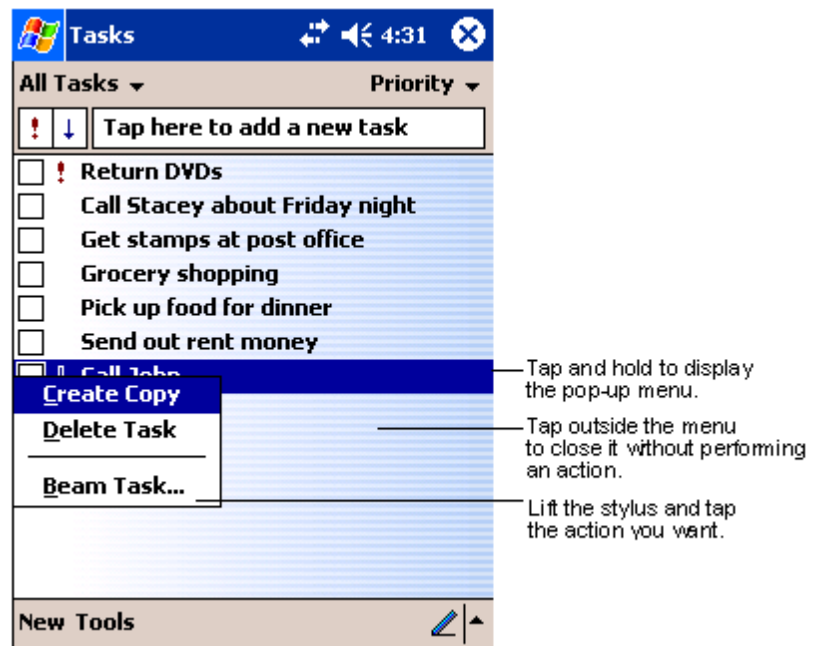 Tasks 4:31
All Tasks Priority
! ↓ Tap here to add a new task
! Return DVDs
Call Stacey about Friday night
Get stamps at post office
Grocery shopping
Pick up food for dinner
Send out rent money
Call John
Create Copy
Delete Task
Beam Task...
Tap and hold to display
the pop-up menu.
Tap outside the menu
to close it without performing
an action.
Lift the stylus and tap
the action you want.
New Tools